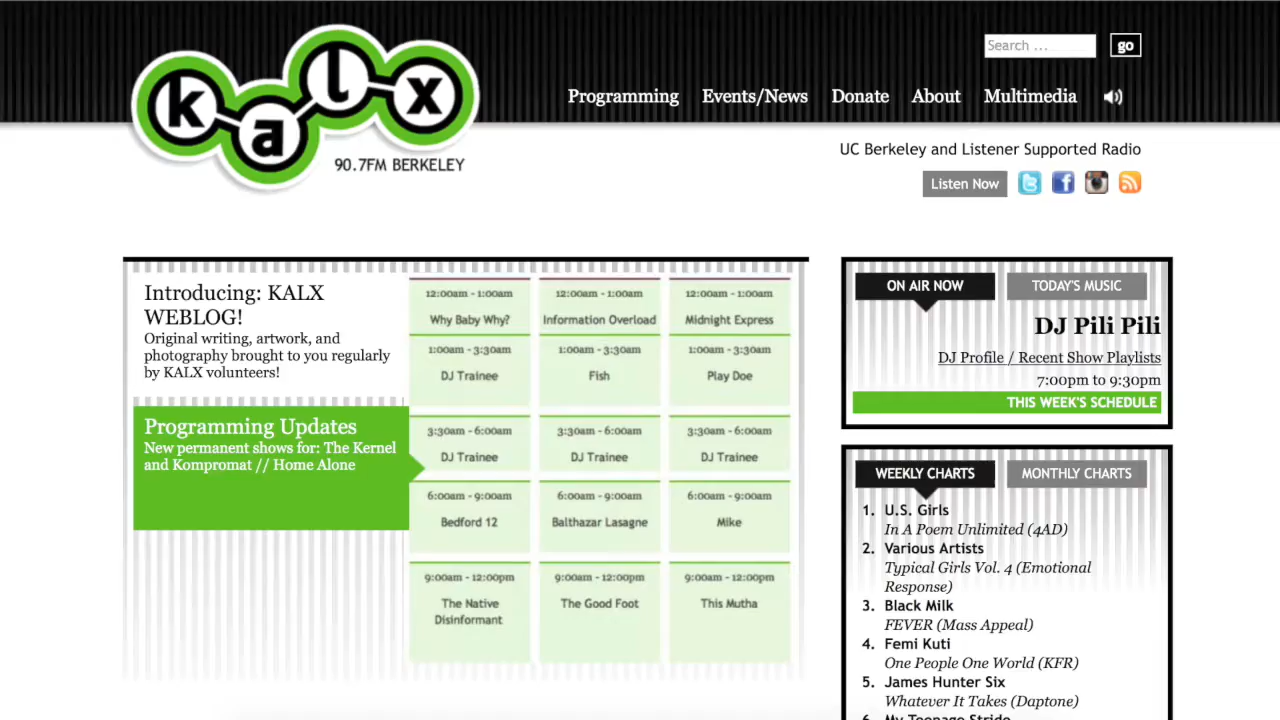 Search ...
go
kalx
90.7FM BERKELEY
Programming Events/News Donate About Multimedia
UC Berkeley and Listener Supported Radio
Listen Now
Introducing: KALX
WEBLOG!
Original writing, artwork, and
photography brought to you regularly
by KALX volunteers!
Programming Updates
New permanent shows for: The Kernel
and Kompromat // Home Alone
12:00am - 1:00am 12:00am - 1:00am 12:00am - 1:00am
Why Baby Why? Information Overload Midnight Express
1:00am - 3:30am 1:00am - 3:30am 1:00am - 3:30am
DJ Trainee Fish Play Doe
3:30am - 6:00am 3:30am - 6:00am 3:30am - 6:00am
DJ Trainee DJ Trainee DJ Trainee
6:00am - 9:00am 6:00am - 9:00am 6:00am - 9:00am
Bedford 12 Balthazar Lasagne Mike
9:00am - 12:00pm 9:00am - 12:00pm 9:00am - 12:00pm
The Native The Good Foot This Mutha
Disinformant
ON AIR NOW TODAY'S MUSIC
DJ Pili Pili
DJ Profile / Recent Show Playlists
7:00pm to 9:30pm
THIS WEEK'S SCHEDULE
WEEKLY CHARTS MONTHLY CHARTS
1. U.S. Girls
In A Poem Unlimited (4AD)
2. Various Artists
Typical Girls Vol. 4 (Emotional
Response)
3. Black Milk
FEVER (Mass Appeal)
4. Femi Kuti
One People One World (KFR)
5. James Hunter Six
Whatever It Takes (Daptone)
6. My Teenage Stride